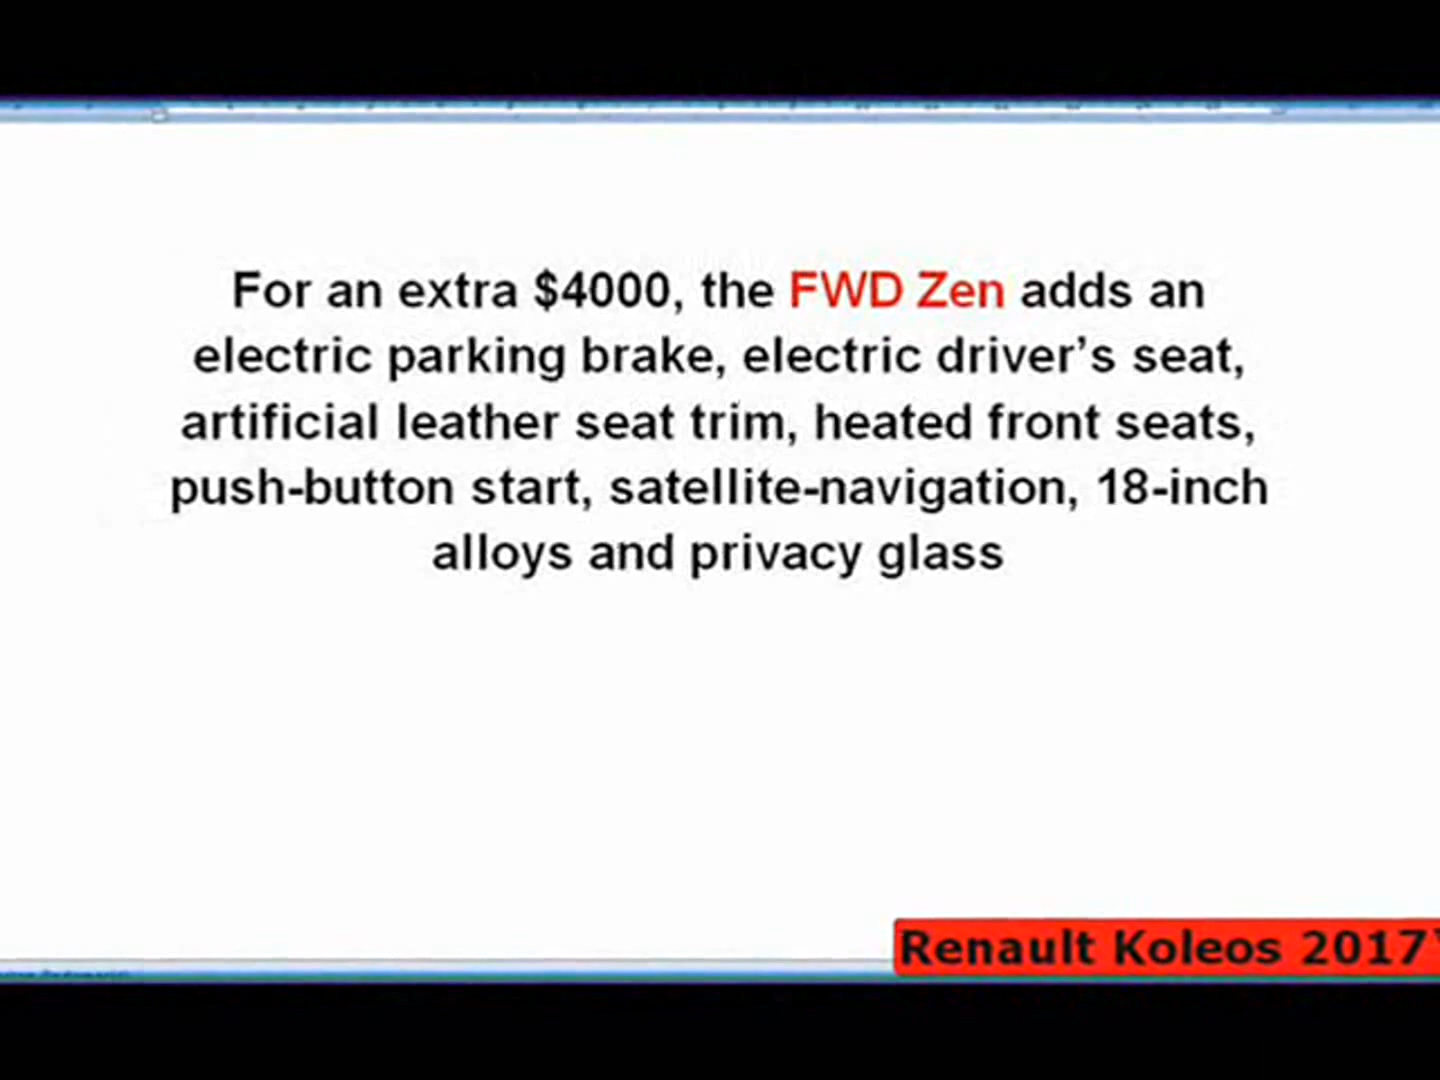 For an extra $4000, the FWD Zen adds an
electric parking brake, electric driver’s seat,
artificial leather seat trim, heated front seats,
push-button start, satellite-navigation, 18-inch
alloys and privacy glass
Renault Koleos 2017